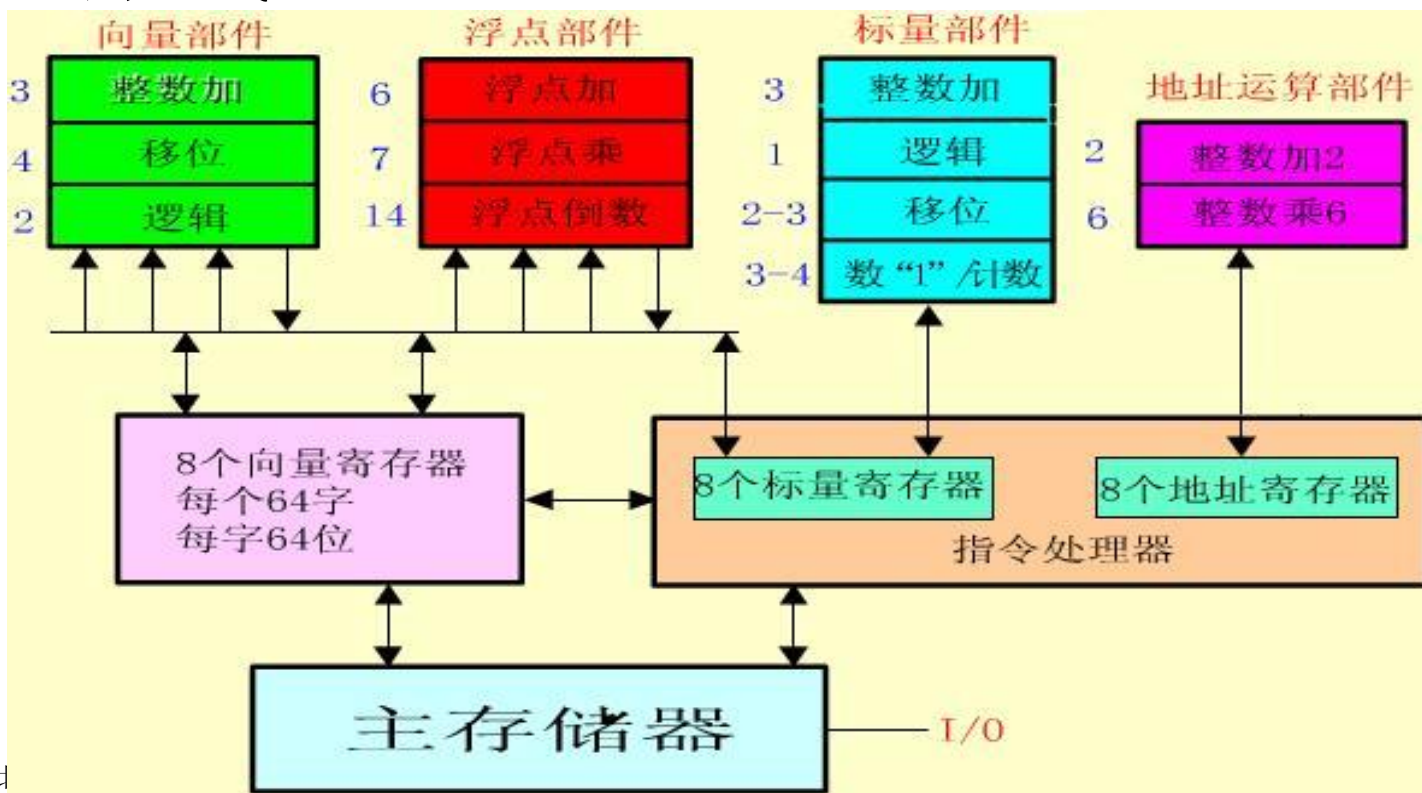 向量部件
3 整数加
4 移位
2 逻辑
浮点部件
6 浮点加
7 浮点乘
14 浮点倒数
标量部件
3 整数加
1 逻辑
2-3 移位
3-4 数“1”/计数
地址运算部件
2 整数加2
6 整数乘6
8个向量寄存器
每个64字
每字64位
8个标量寄存器
8个地址寄存器
指令处理器
主存储器
I/O